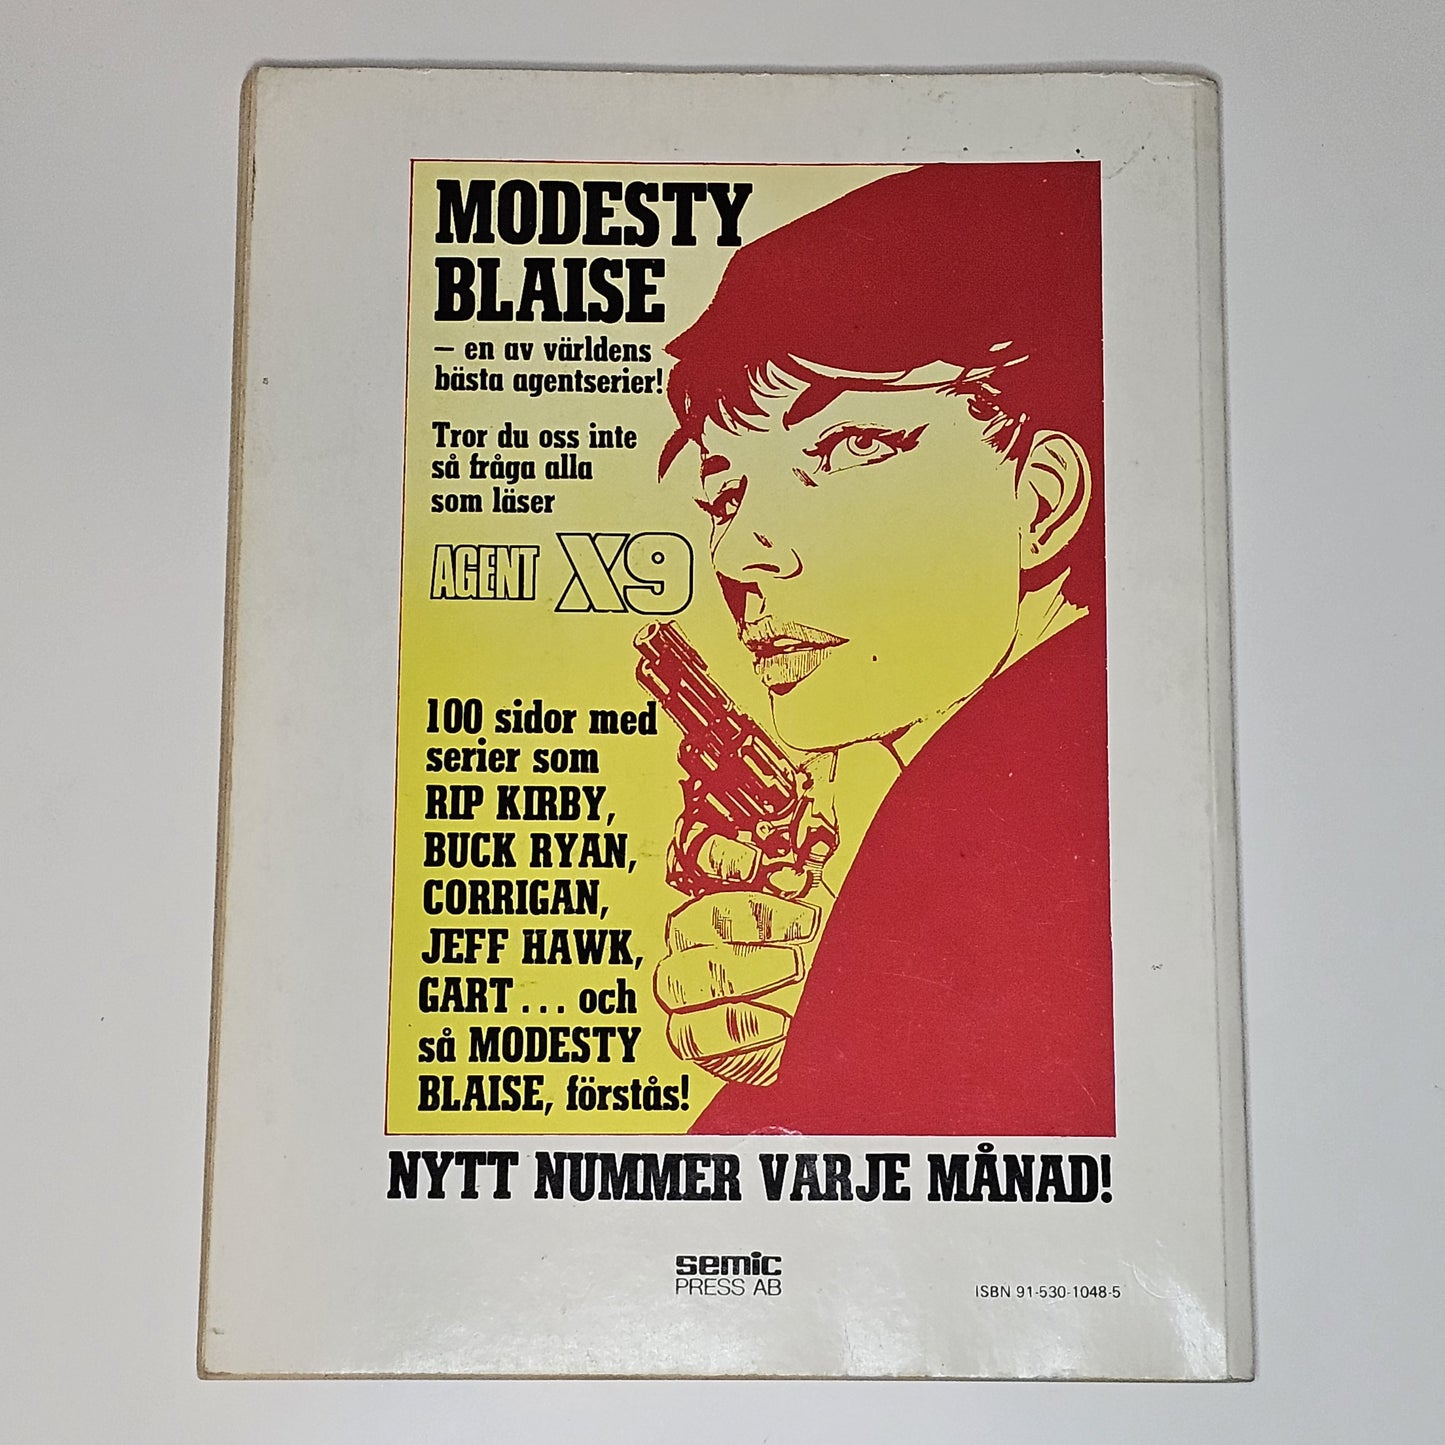 MODESTY
BLAISE
– en av världens
bästa agentserier!
Tror du oss inte
så fråga alla
som läser
AGENT X9
100 sidor med
serier som
RIP KIRBY,
BUCK RYAN,
CORRIGAN,
JEFF HAWK,
GART... och
så MODESTY
BLAISE, förstås!
NYTT NUMMER VARJE MÅNAD!
semic
PRESS AB
ISBN 91-530-1048-5